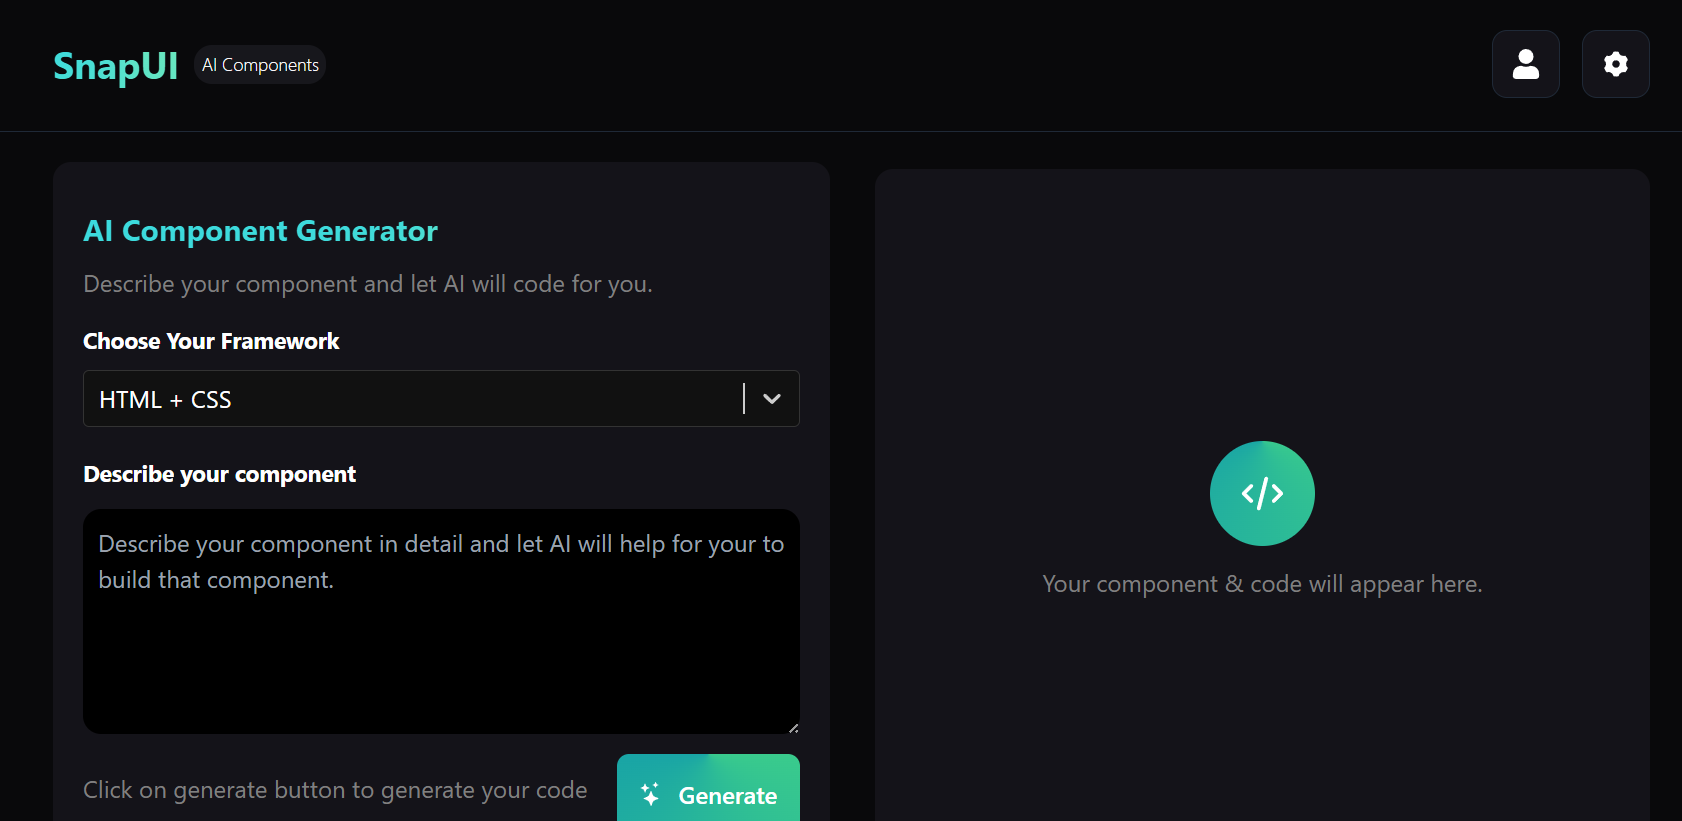 SnapUI
AI Components
AI Component Generator
Describe your component and let AI will code for you.
Choose Your Framework
HTML + CSS
Describe your component
Describe your component in detail and let AI will help for your to
build that component.
Click on generate button to generate your code
Generate
</>
Your component & code will appear here.